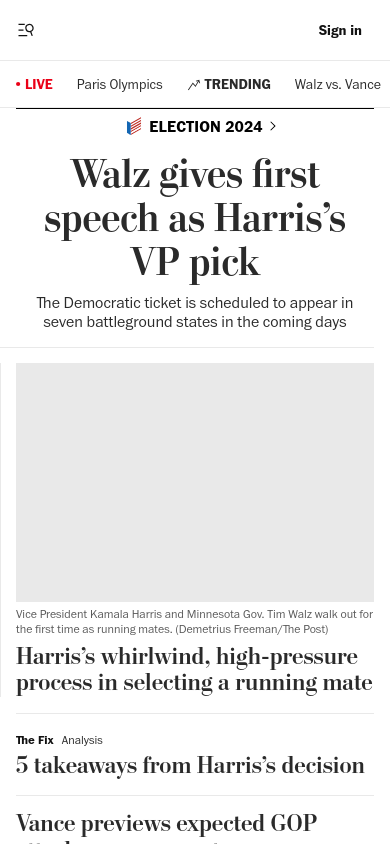 Sign in
LIVE
Paris Olympics
TRENDING
Walz vs. Vance
ELECTION 2024
Walz gives first
speech as Harris’s
VP pick
The Democratic ticket is scheduled to appear in
seven battleground states in the coming days
Vice President Kamala Harris and Minnesota Gov. Tim Walz walk out for
the first time as running mates. (Demetrius Freeman/The Post)
Harris’s whirlwind, high-pressure
process in selecting a running mate
The Fix Analysis
5 takeaways from Harris’s decision
Vance previews expected GOP